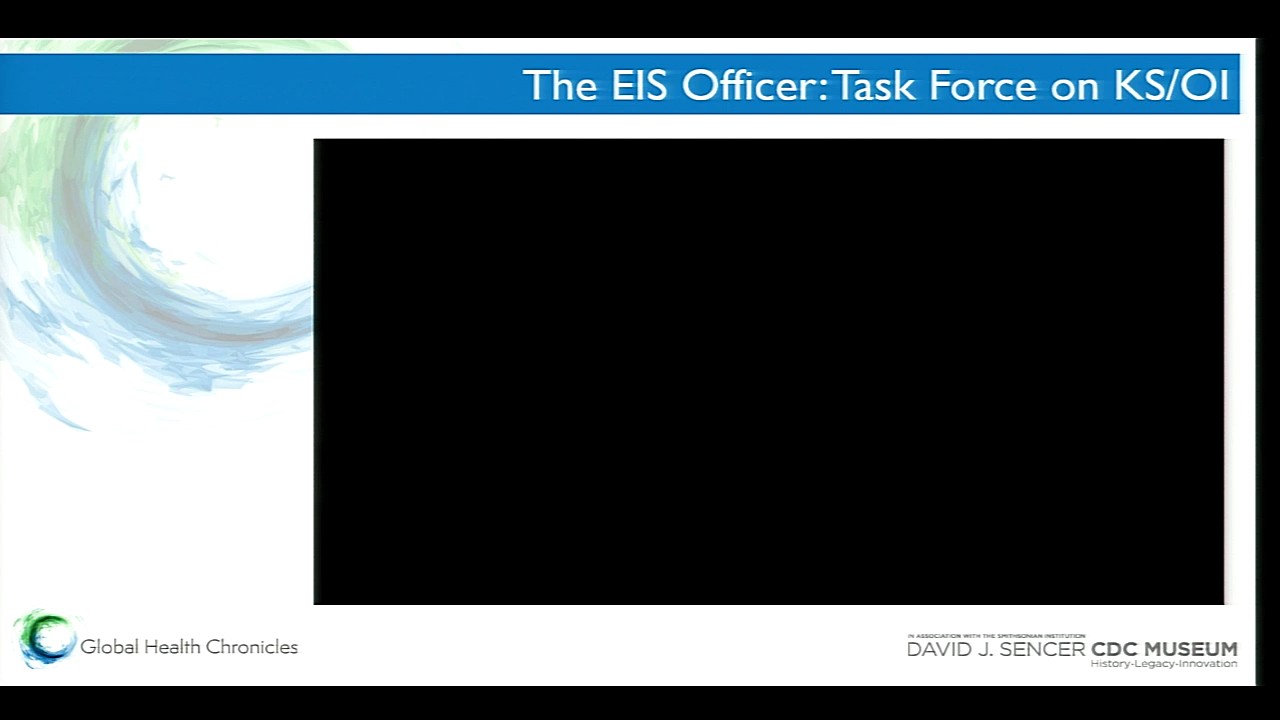 The EIS Officer: Task Force on KS/OI
Global Health Chronicles
IN ASSOCIATION WITH THE SMITHSONIAN INSTITUTION
DAVID J. SENCER CDC MUSEUM
History-Legacy-Innovation